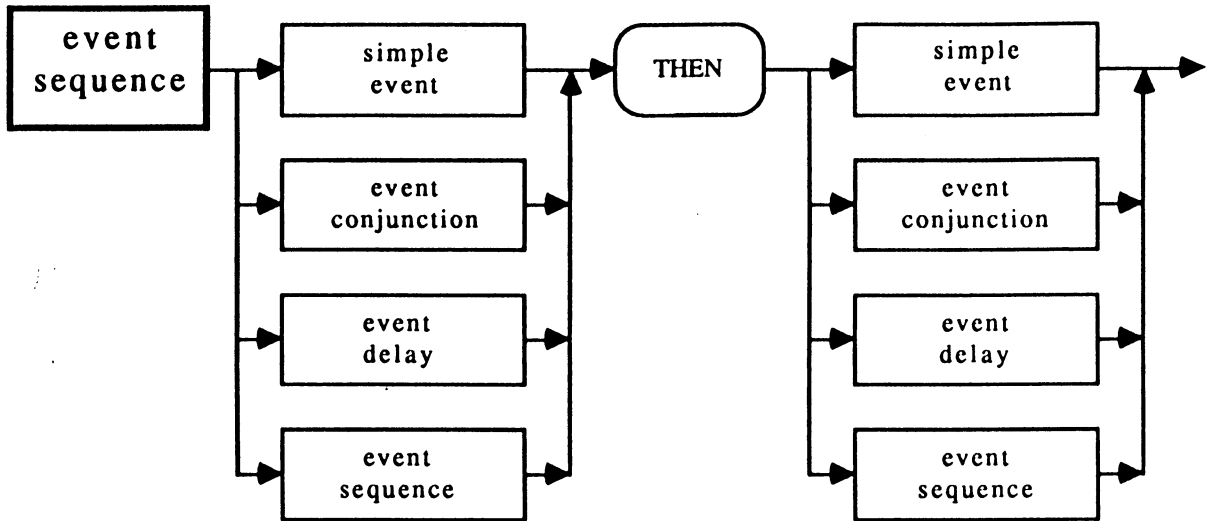 event
sequence
simple
event
event
conjunction
event
delay
event
sequence
THEN
simple
event
event
conjunction
event
delay
event
sequence